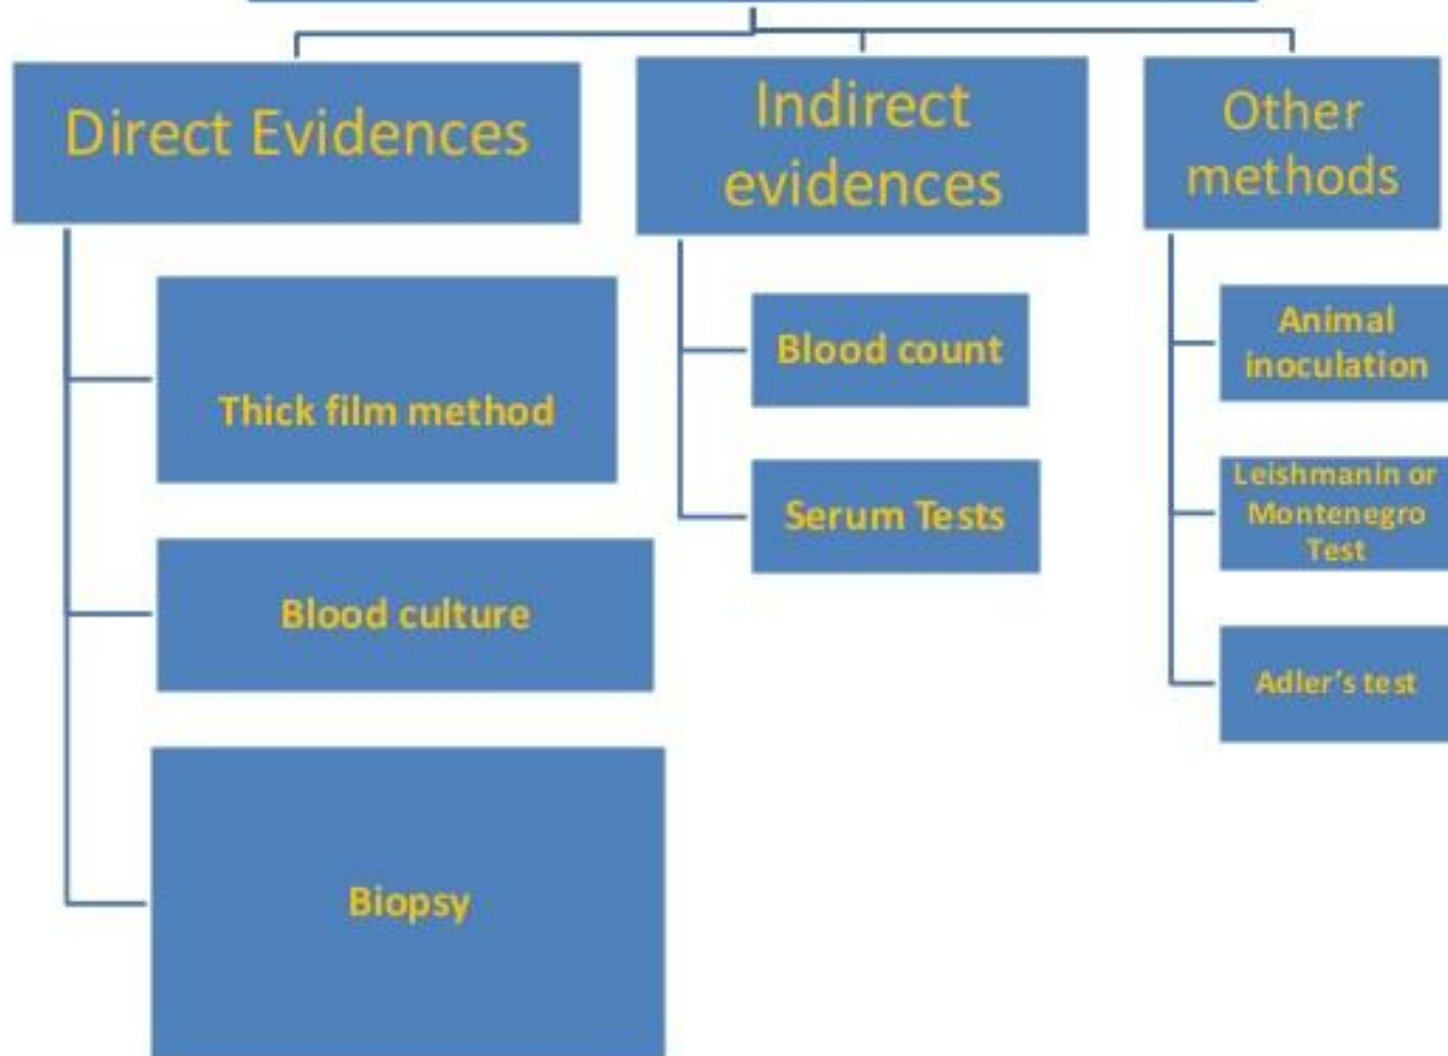 Direct Evidences
Thick film method
Blood culture
Biopsy
Indirect
evidences
Blood count
Serum Tests
Other
methods
Animal
inoculation
Leishmanin or
Montenegro
Test
Adler's test